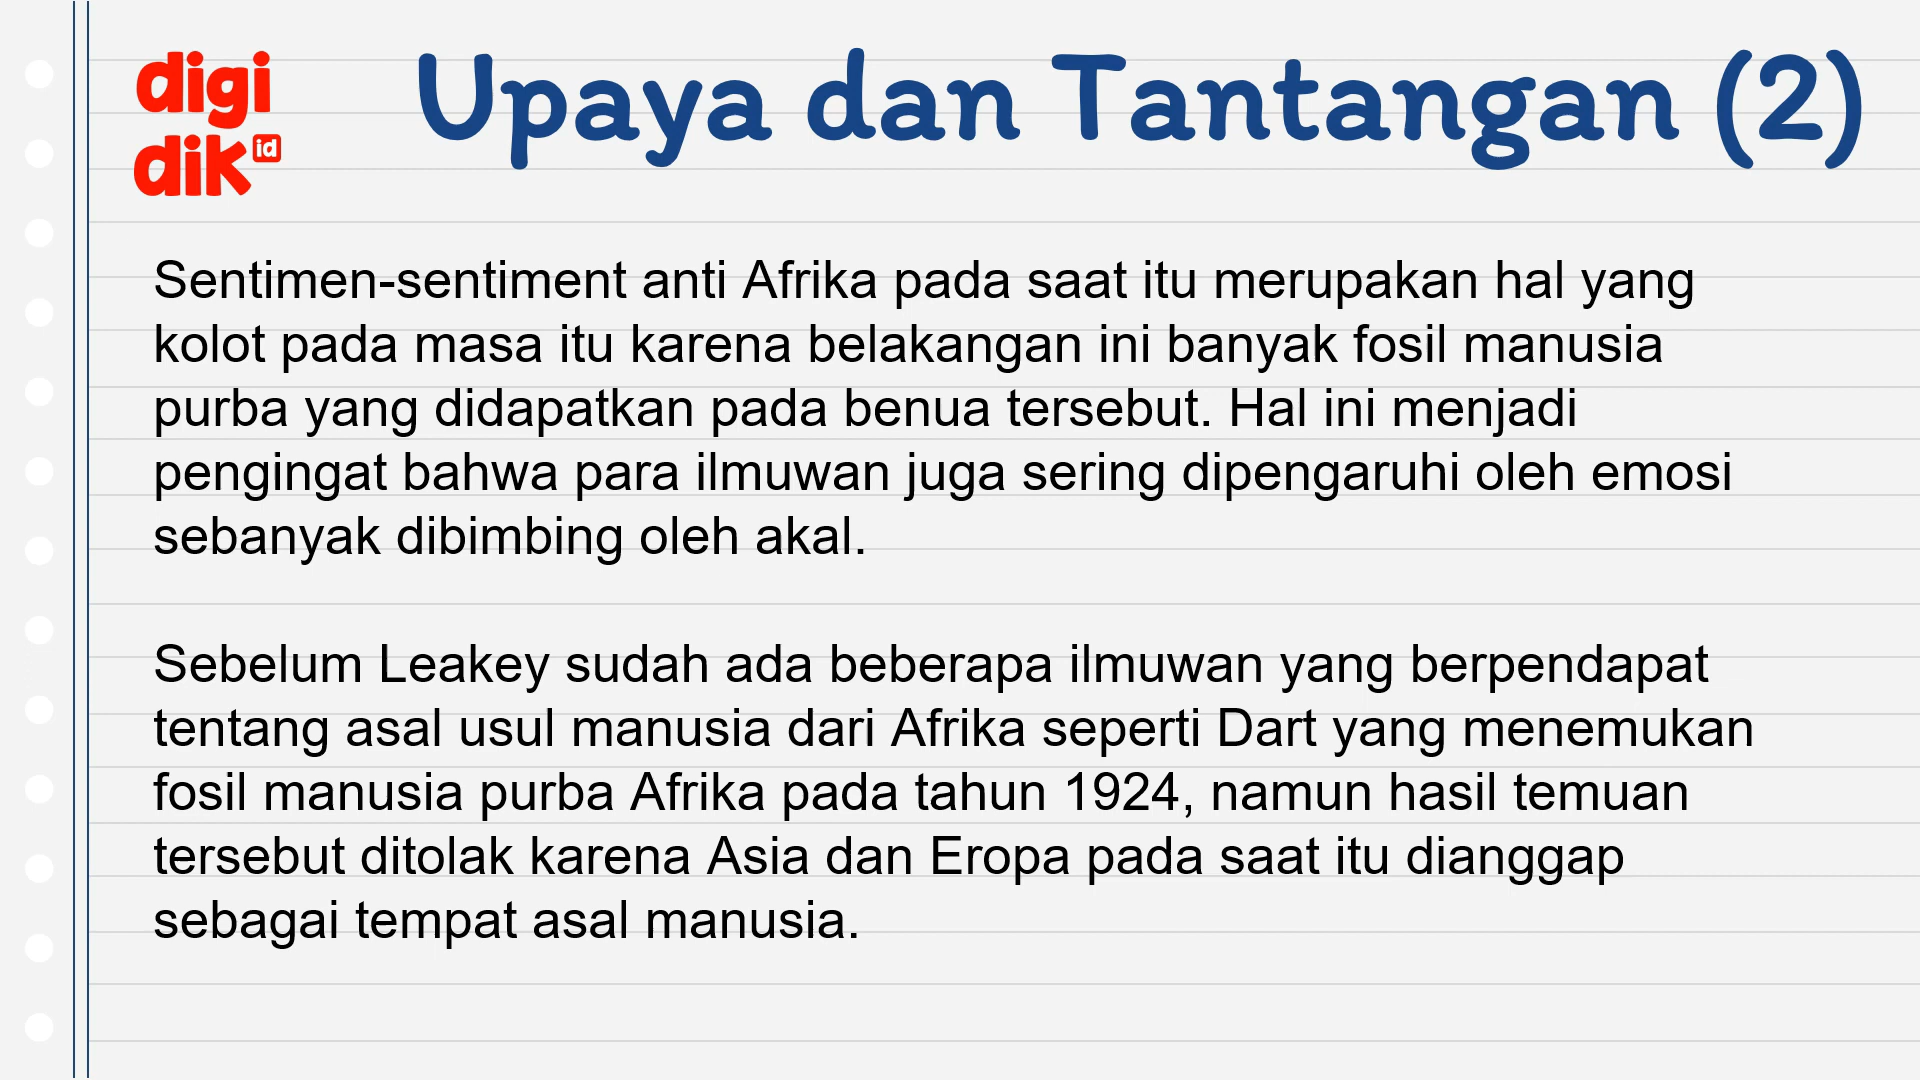 digi
dik id
Upaya dan Tantangan (2)
Sentimen-sentiment anti Afrika pada saat itu merupakan hal yang
kolot pada masa itu karena belakangan ini banyak fosil manusia
purba yang didapatkan pada benua tersebut. Hal ini menjadi
pengingat bahwa para ilmuwan juga sering dipengaruhi oleh emosi
sebanyak dibimbing oleh akal.
Sebelum Leakey sudah ada beberapa ilmuwan yang berpendapat
tentang asal usul manusia dari Afrika seperti Dart yang menemukan
fosil manusia purba Afrika pada tahun 1924, namun hasil temuan
tersebut ditolak karena Asia dan Eropa pada saat itu dianggap
sebagai tempat asal manusia.